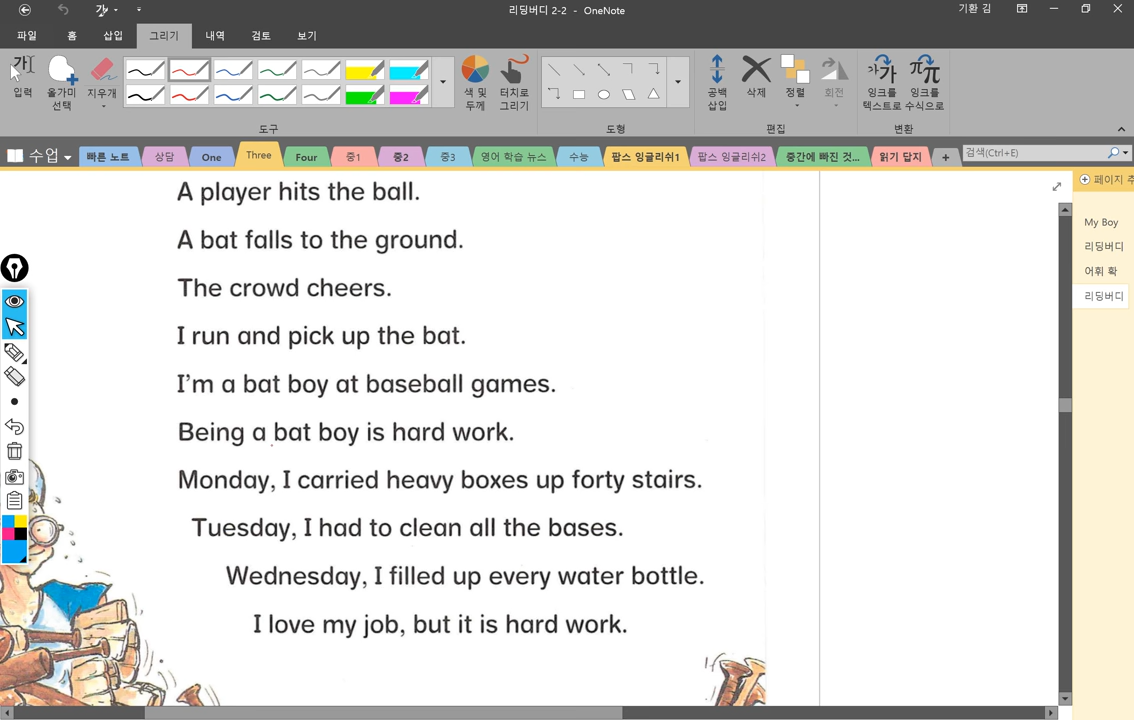 리딩버디 2-2 - OneNote
기환 김
파일 홈 삽입 그리기 내역 검토 보기
입력
올가미 선택
지우개
색 및 두께
터치로 그리기
공백 삽입
삭제
정렬
회전
잉크를 텍스트로
잉크를 수식으로
도구
도형
편집
변환
수업
빠른 노트 상담 One Three Four 중1 중2 중3 영어 학습 뉴스 수능 팝스 잉글리쉬1 팝스 잉글리쉬2 중간에 빠진 것... 읽기 답지 +
검색(Ctrl+E)
페이지 추
My Boy
리딩버디
어휘 확
리딩버디
A player hits the ball.
A bat falls to the ground.
The crowd cheers.
I run and pick up the bat.
I'm a bat boy at baseball games.
Being a bat boy is hard work.
Monday, I carried heavy boxes up forty stairs.
Tuesday, I had to clean all the bases.
Wednesday, I filled up every water bottle.
I love my job, but it is hard work.